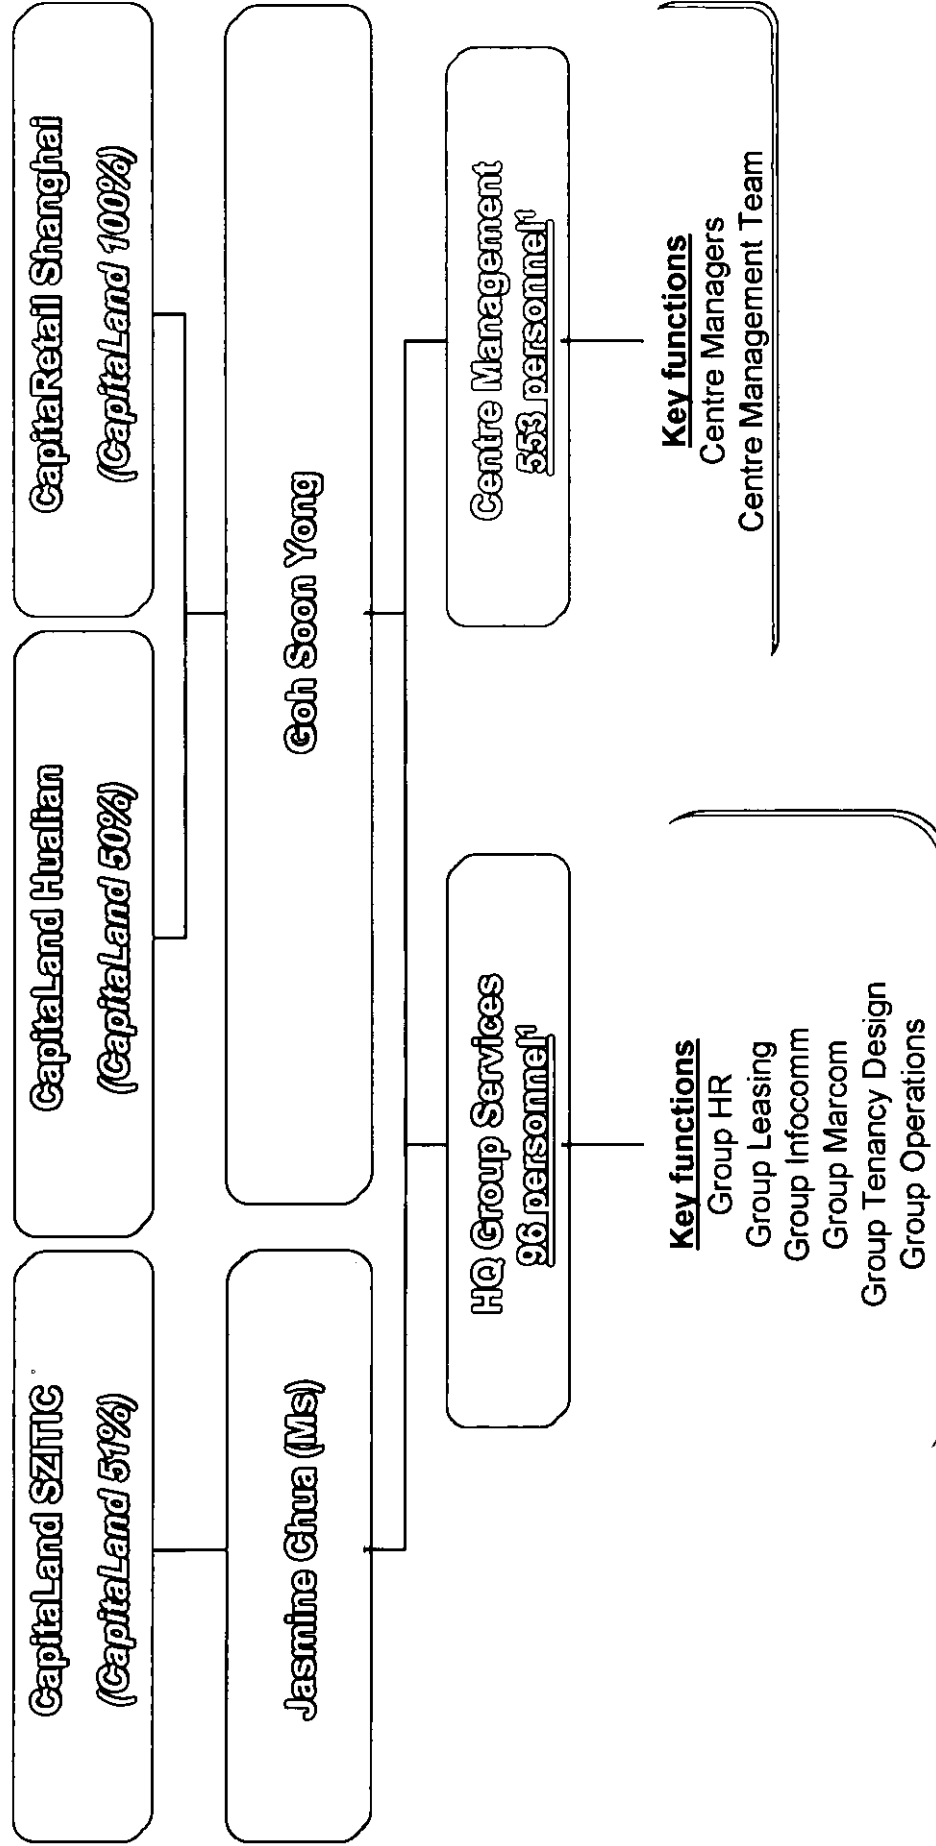 CapitaLand SZITIC
(CapitaLand 51%)
CapitaLand Hualian
(CapitaLand 50%)
CapitaRetail Shanghai
(CapitaLand 100%)
Jasmine Chua (Ms)
Goh Soon Yong
HQ Group Services
96 personnel¹
Centre Management
553 personnel¹
Key functions
Group HR
Group Leasing
Group Infocomm
Group Marcom
Group Tenancy Design
Group Operations
Key functions
Centre Managers
Centre Management Team